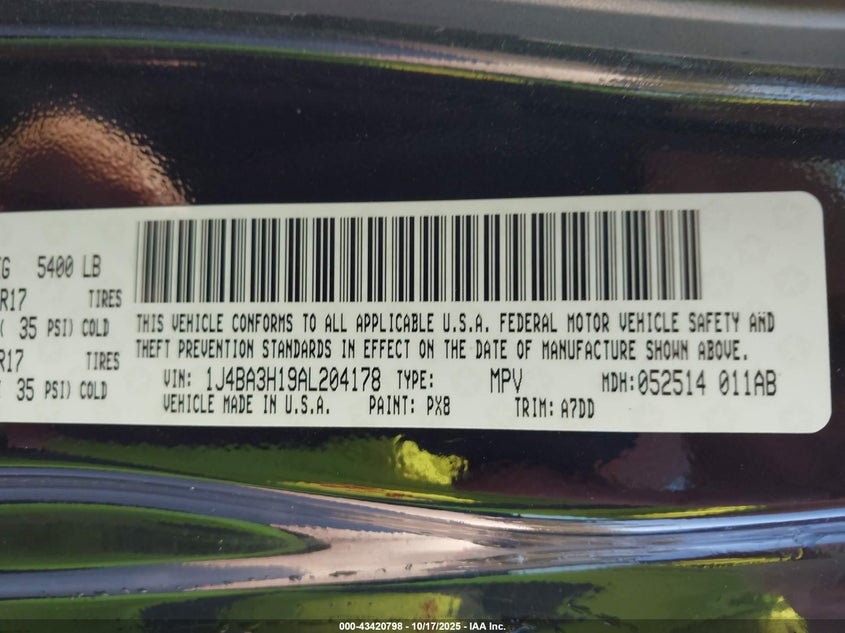 5400 LB
R17 TIRES
( 35 PSI) COLD
R17 TIRES
35 PSI) COLD
THIS VEHICLE CONFORMS TO ALL APPLICABLE U.S.A. FEDERAL MOTOR VEHICLE SAFETY AND
THEFT PREVENTION STANDARDS IN EFFECT ON THE DATE OF MANUFACTURE SHOWN ABOVE.
VIN: 1J4BA3H19AL204178 TYPE: MPV MDH:052514 011AB
VEHICLE MADE IN U.S.A. PAINT: PX8 TRIM: A7DD
000-43420798 - 10/17/2025 - IAA Inc.